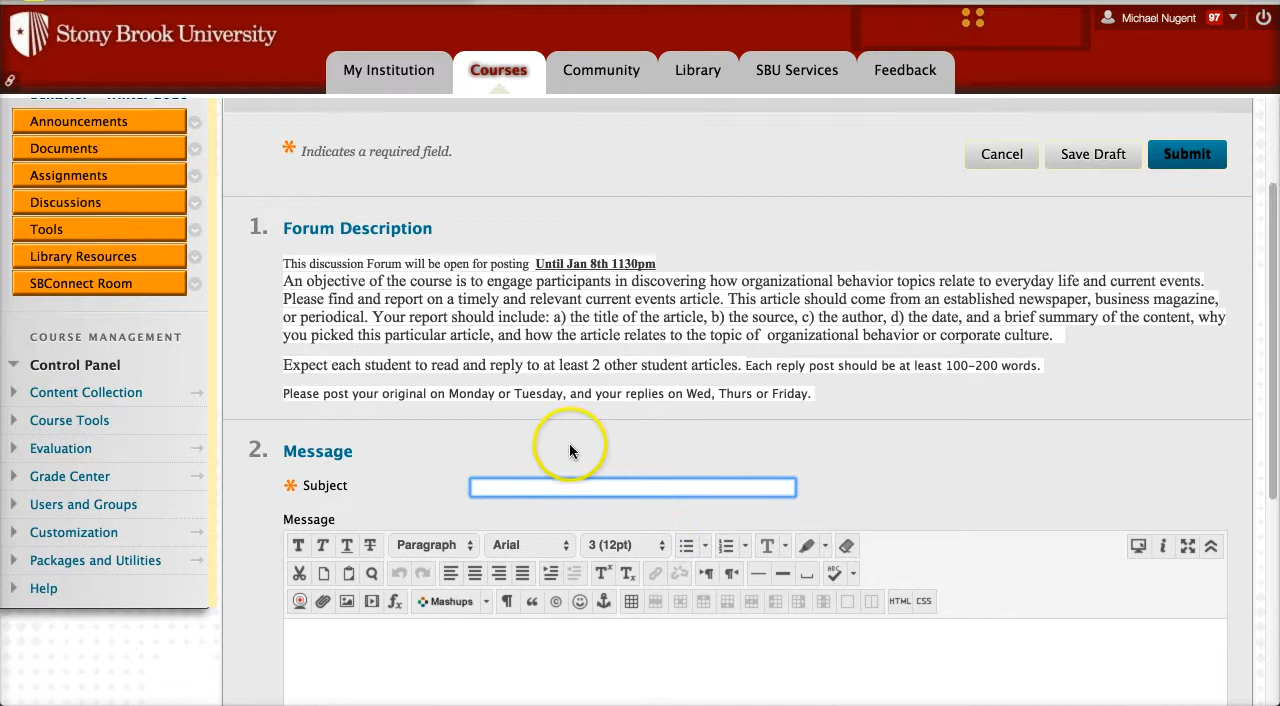 Stony Brook University
Michael Nugent 97
My Institution
Courses
Community
Library
SBU Services
Feedback
Announcements
Documents
Assignments
Discussions
Tools
Library Resources
SBConnect Room
COURSE MANAGEMENT
Control Panel
Content Collection
Course Tools
Evaluation
Grade Center
Users and Groups
Customization
Packages and Utilities
Help
Indicates a required field.
Cancel
Save Draft
Submit
1. Forum Description
This discussion Forum will be open for posting Until Jan 8th 1130pm
An objective of the course is to engage participants in discovering how organizational behavior topics relate to everyday life and current events.
Please find and report on a timely and relevant current events article. This article should come from an established newspaper, business magazine,
or periodical. Your report should include: a) the title of the article, b) the source, c) the author, d) the date, and a brief summary of the content, why
you picked this particular article, and how the article relates to the topic of organizational behavior or corporate culture.
Expect each student to read and reply to at least 2 other student articles. Each reply post should be at least 100-200 words.
Please post your original on Monday or Tuesday, and your replies on Wed, Thurs or Friday.
2. Message
Subject
Message
T T T T Paragraph Arial 3 (12pt)
Mashups HTML CSS